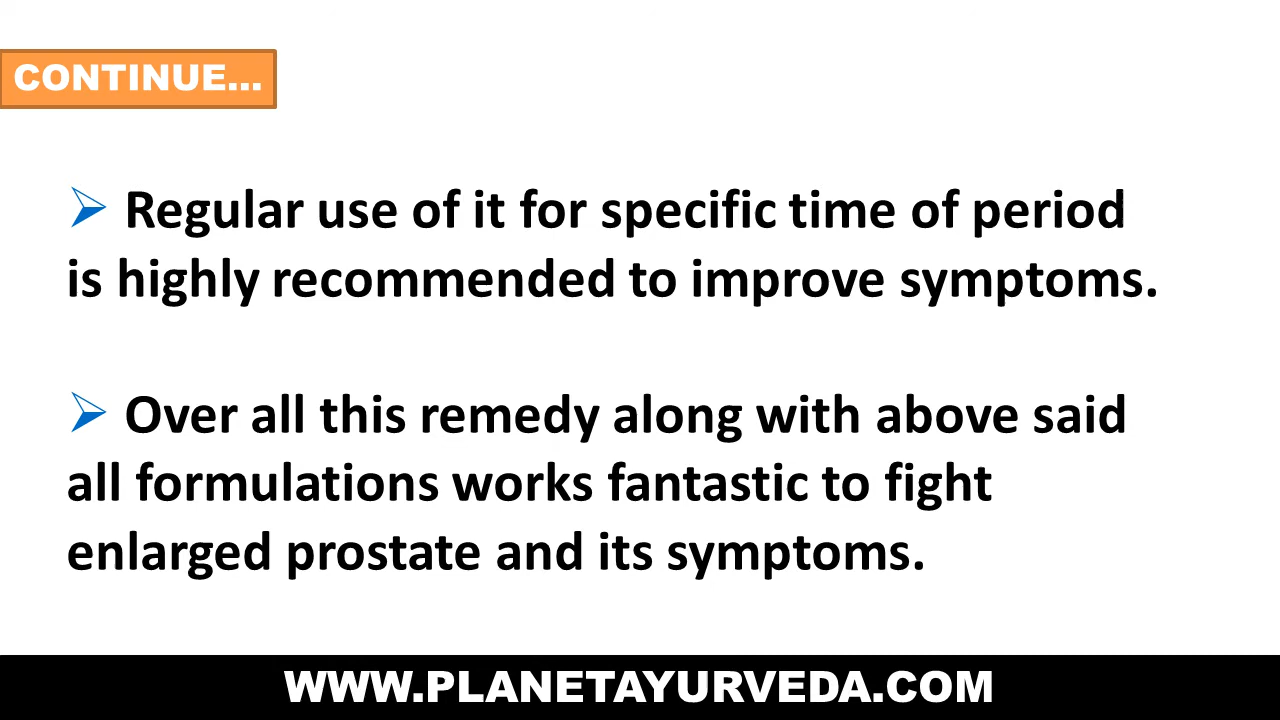 CONTINUE...
➢ Regular use of it for specific time of period
is highly recommended to improve symptoms.
➢ Over all this remedy along with above said
all formulations works fantastic to fight
enlarged prostate and its symptoms.
WWW.PLANETAYURVEDA.COM